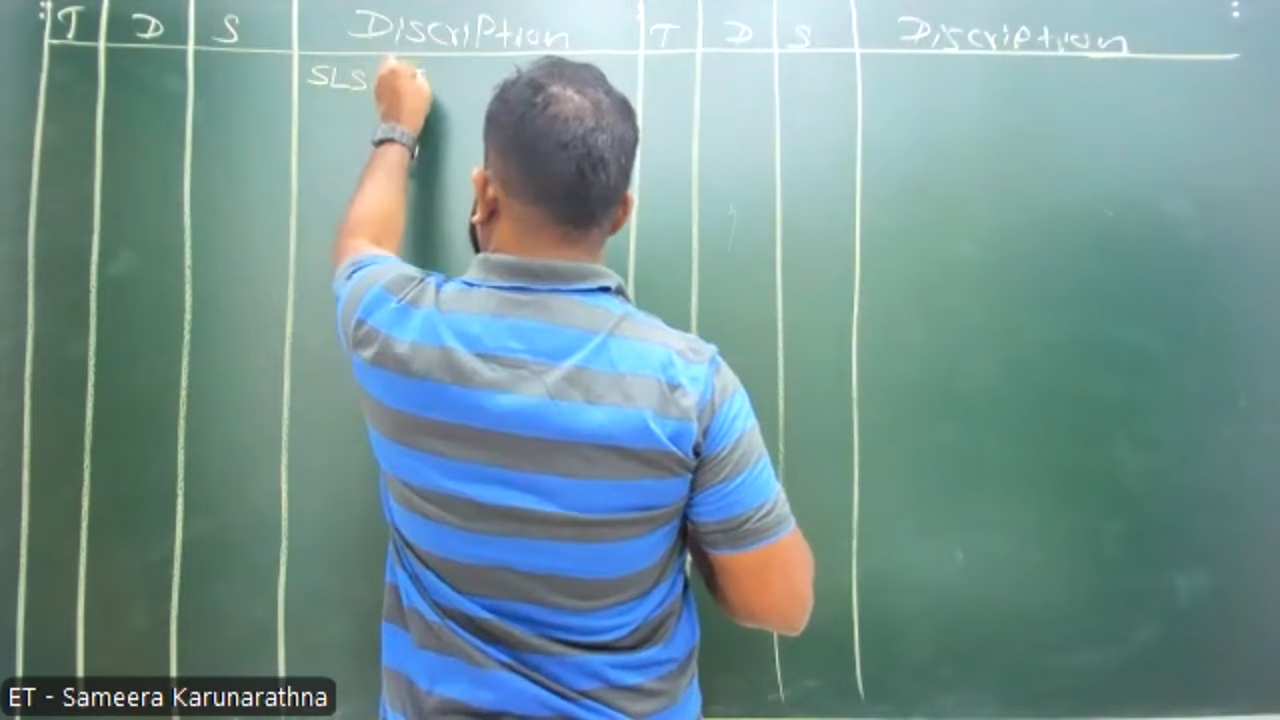 T D S Discription T D S Discription
SLS
ET - Sameera Karunarathna